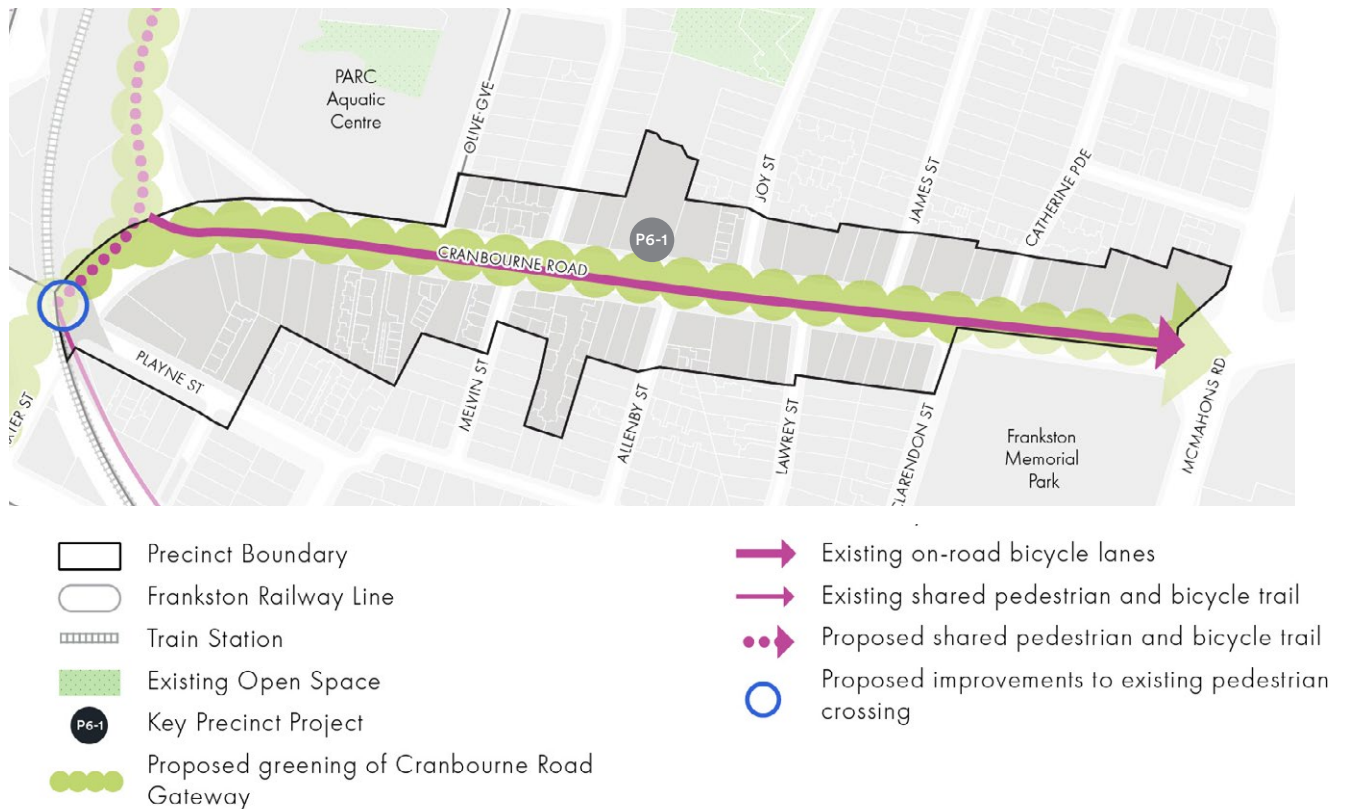 PARC
Aquatic
Centre
OLIVE GVE
JOY ST
JAMES ST
CATHERINE PDE
P6-1
CRANBOURNE ROAD
PLAYNE ST
MELVIN ST
ALLENBY ST
LAWREY ST
CLARENDON ST
Frankston
Memorial
Park
MCMAHONS RD
Precinct Boundary
Frankston Railway Line
Train Station
Existing Open Space
P6-1
Key Precinct Project
Proposed greening of Cranbourne Road
Gateway
Existing on-road bicycle lanes
Existing shared pedestrian and bicycle trail
Proposed shared pedestrian and bicycle trail
Proposed improvements to existing pedestrian
crossing